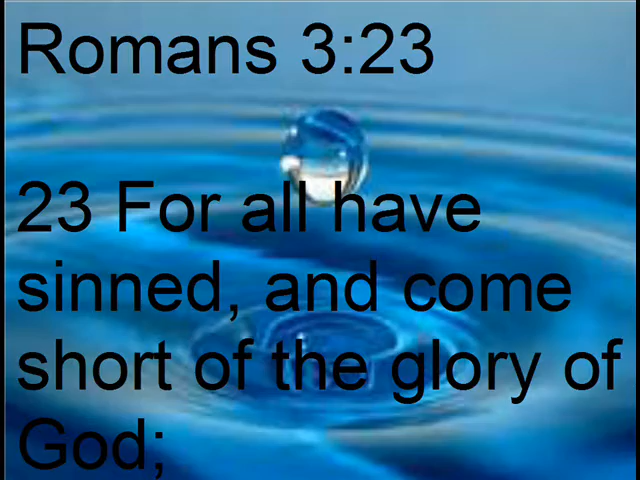 Romans 3:23
23 For all have
sinned, and come
short of the glory of
God;